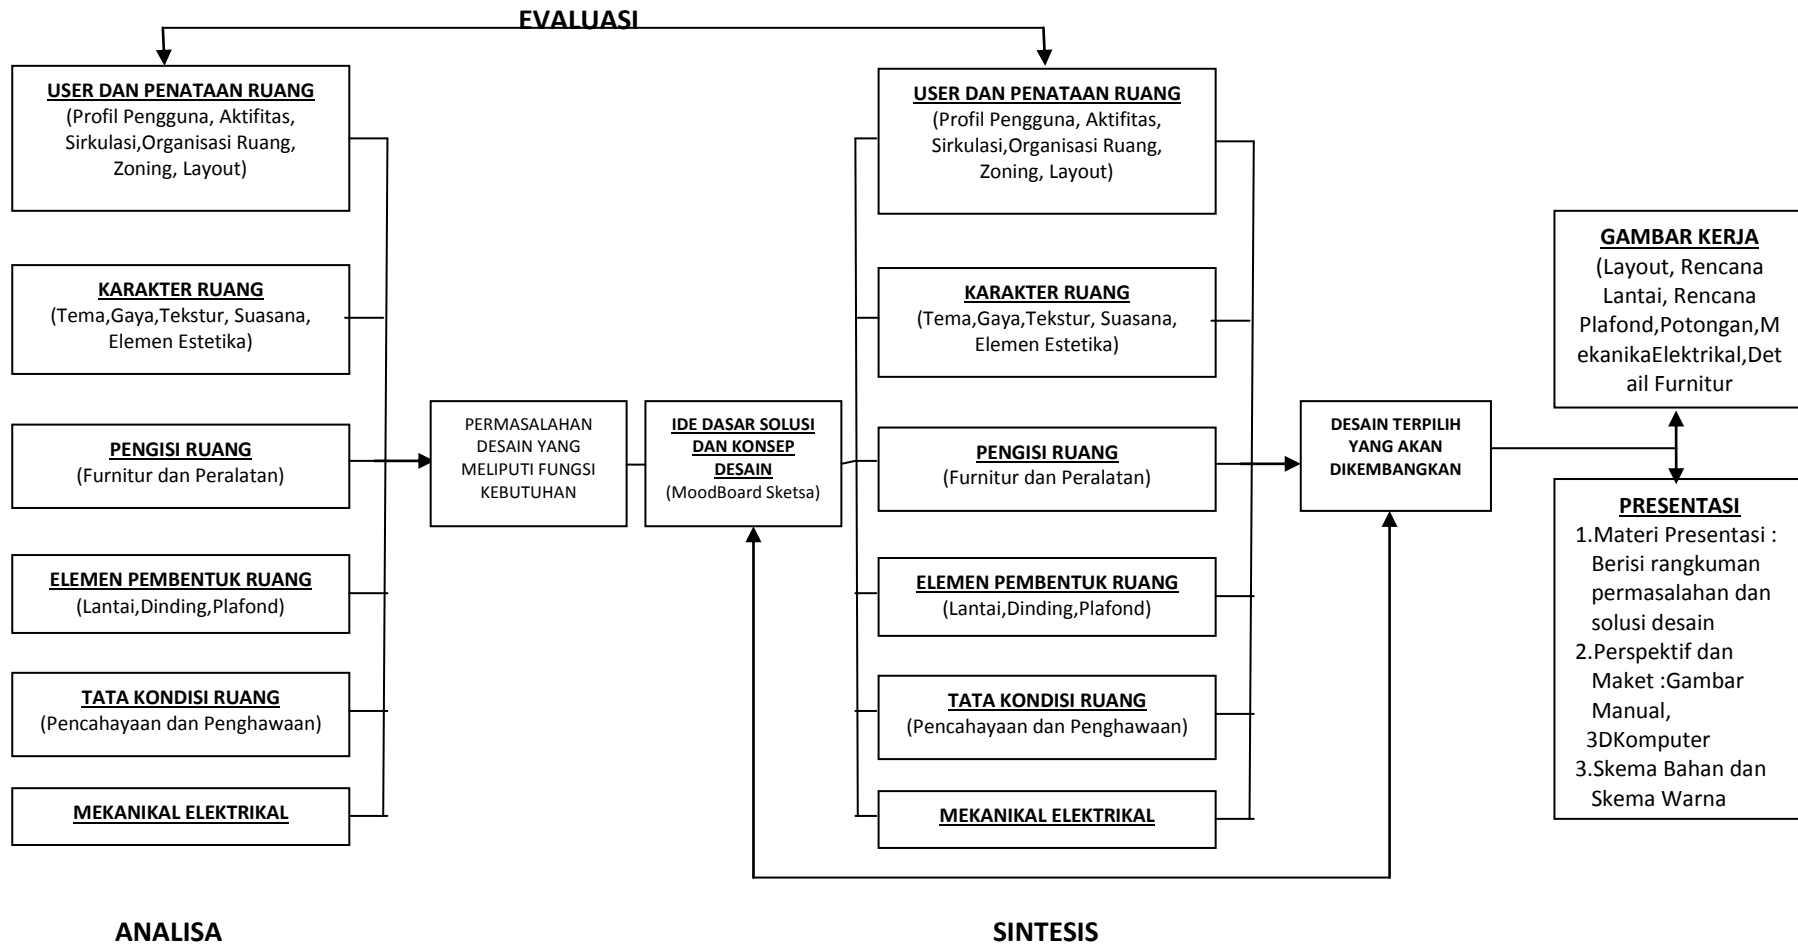 EVALUASI
USER DAN PENATAAN RUANG
(Profil Pengguna, Aktifitas,
Sirkulasi,Organisasi Ruang,
Zoning, Layout)
KARAKTER RUANG
(Tema,Gaya,Tekstur, Suasana,
Elemen Estetika)
PENGISI RUANG
(Furnitur dan Peralatan)
ELEMEN PEMBENTUK RUANG
(Lantai,Dinding,Plafond)
TATA KONDISI RUANG
(Pencahayaan dan Penghawaan)
MEKANIKAL ELEKTRIKAL
PERMASALAHAN
DESAIN YANG
MELIPUTI FUNGSI
KEBUTUHAN
IDE DASAR SOLUSI
DAN KONSEP
DESAIN
(MoodBoard Sketsa)
USER DAN PENATAAN RUANG
(Profil Pengguna, Aktifitas,
Sirkulasi,Organisasi Ruang,
Zoning, Layout)
KARAKTER RUANG
(Tema,Gaya,Tekstur, Suasana,
Elemen Estetika)
PENGISI RUANG
(Furnitur dan Peralatan)
ELEMEN PEMBENTUK RUANG
(Lantai,Dinding,Plafond)
TATA KONDISI RUANG
(Pencahayaan dan Penghawaan)
MEKANIKAL ELEKTRIKAL
DESAIN TERPILIH
YANG AKAN
DIKEMBANGKAN
GAMBAR KERJA
(Layout, Rencana
Lantai, Rencana
Plafond,Potongan,M
ekanikaElektrikal,Det
ail Furnitur
PRESENTASI
1.Materi Presentasi :
Berisi rangkuman
permasalahan dan
solusi desain
2.Perspektif dan
Maket :Gambar
Manual,
3DKomputer
3.Skema Bahan dan
Skema Warna
ANALISA
SINTESIS